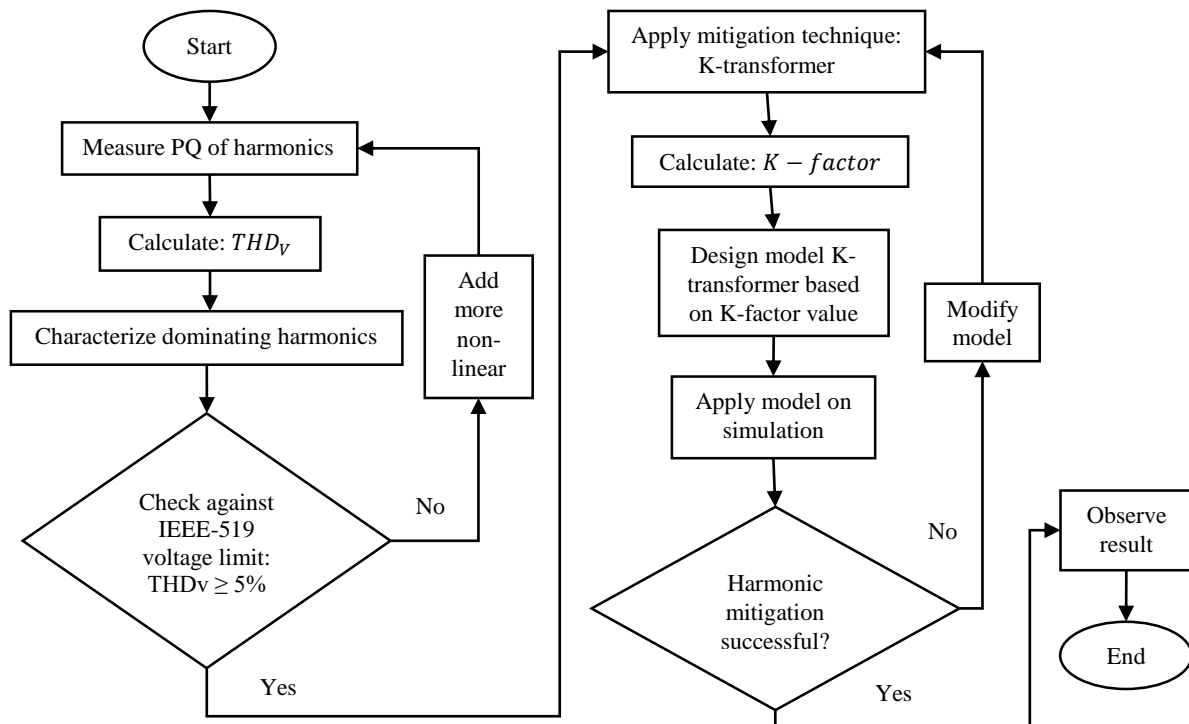 Start
Measure PQ of harmonics
Calculate: THD_V
Characterize dominating harmonics
Add
more
non-
linear
Check against
IEEE-519
voltage limit:
THDv ≥ 5%
No
Yes
Apply mitigation technique:
K-transformer
Calculate: K − factor
Design model K-
transformer based
on K-factor value
Modify
model
Apply model on
simulation
Harmonic
mitigation
successful?
No
Yes
Observe
result
End